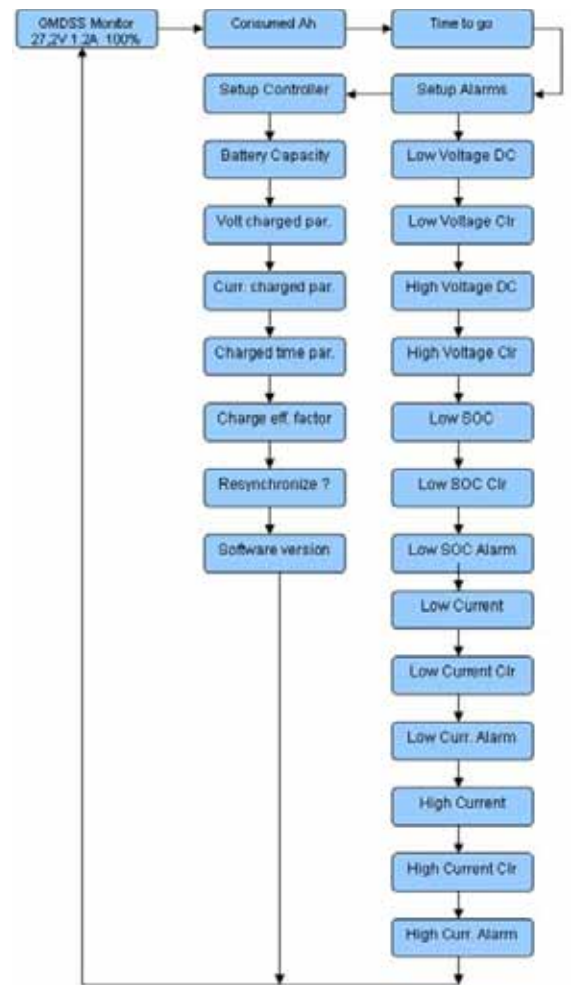 GMDSS Monitor
27,2V 1,2A 100%
Consumed Ah
Time to go
Setup Controller
Setup Alarms
Battery Capacity
Low Voltage DC
Volt charged par.
Low Voltage Clr
Curr. charged par.
High Voltage DC
Charged time par.
High Voltage Clr
Charge eff. factor
Low SOC
Resynchronize ?
Low SOC Clr
Software version
Low SOC Alarm
Low Current
Low Current Clr
Low Curr. Alarm
High Current
High Current Clr
High Curr. Alarm